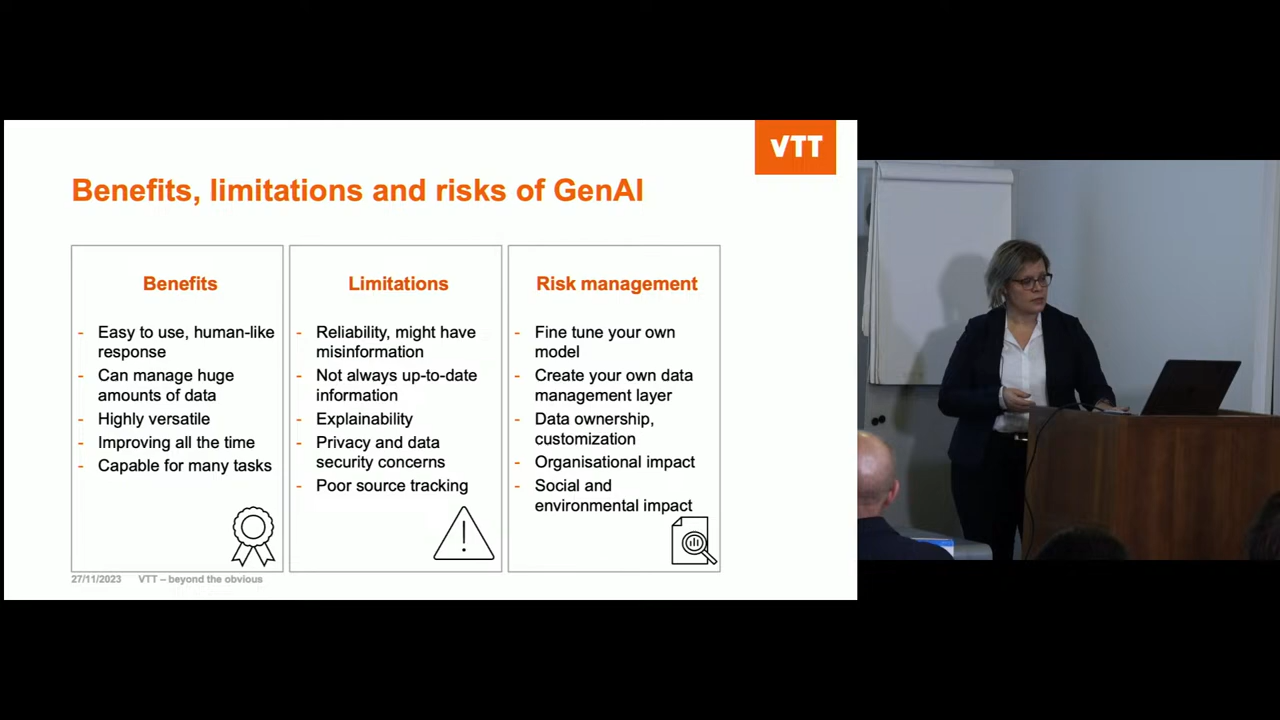 VTT
Benefits, limitations and risks of GenAI
Benefits
- Easy to use, human-like
response
- Can manage huge
amounts of data
- Highly versatile
- Improving all the time
- Capable for many tasks
Limitations
- Reliability, might have
misinformation
- Not always up-to-date
information
- Explainability
- Privacy and data
security concerns
- Poor source tracking
Risk management
- Fine tune your own
model
- Create your own data
management layer
- Data ownership,
customization
- Organisational impact
- Social and
environmental impact
27/11/2023 VTT – beyond the obvious